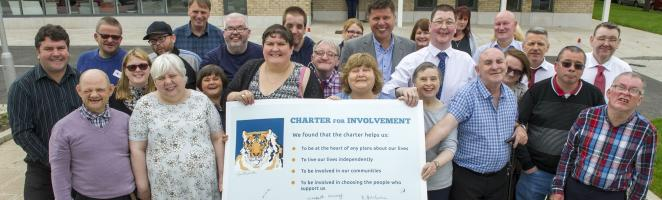 CHARTER FOR INVOLVEMENT
We found that the charter helps us:
To be at the heart of any plans about our lives
To live our lives independently
To be involved in our communities
To be involved in choosing the people who
support us